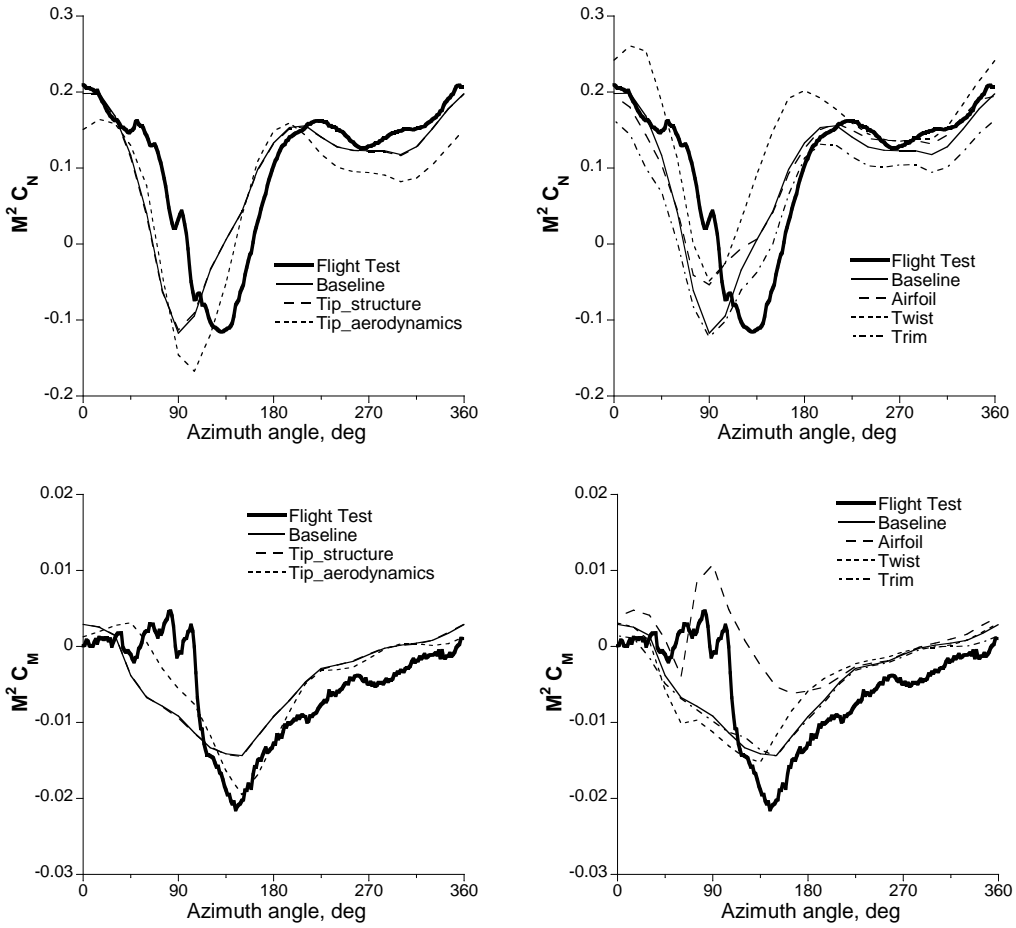 0.3
0.2
0.1
0
-0.1
-0.2
M² C_N
0
90
180
270
360
Azimuth angle, deg
Flight Test
Baseline
Tip_structure
Tip_aerodynamics
0.3
0.2
0.1
0
-0.1
-0.2
M² C_N
0
90
180
270
360
Azimuth angle, deg
Flight Test
Baseline
Airfoil
Twist
Trim
0.02
0.01
0
-0.01
-0.02
-0.03
M² C_M
0
90
180
270
360
Azimuth angle, deg
Flight Test
Baseline
Tip_structure
Tip_aerodynamics
0.02
0.01
0
-0.01
-0.02
-0.03
M² C_M
0
90
180
270
360
Azimuth angle, deg
Flight Test
Baseline
Airfoil
Twist
Trim